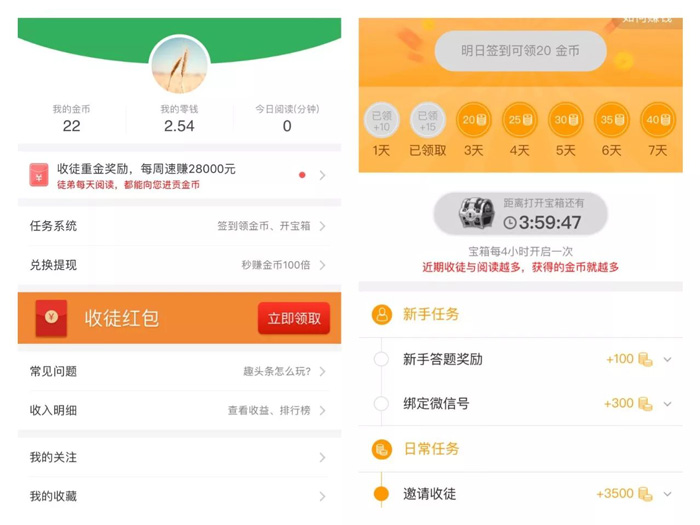 我的金币
我的零钱
今日阅读(分钟)
22
2.54
0
收徒重金奖励，每周速赚28000元
徒弟每天阅读，都能向您进贡金币
任务系统
签到领金币、开宝箱
兑换提现
秒赚金币100倍
收徒红包
立即领取
常见问题
趣头条怎么玩?
收入明细
查看收益、排行榜
我的关注
我的收藏
如何赚钱
明日签到可领20 金币
已领
+10
已领
+15
20
25
30
35
40
1天
已领取
3天
4天
5天
6天
7天
距离打开宝箱还有
3:59:47
宝箱每4小时开启一次
近期收徒与阅读越多，获得的金币就越多
新手任务
新手答题奖励
+100
绑定微信号
+300
日常任务
邀请收徒
+3500